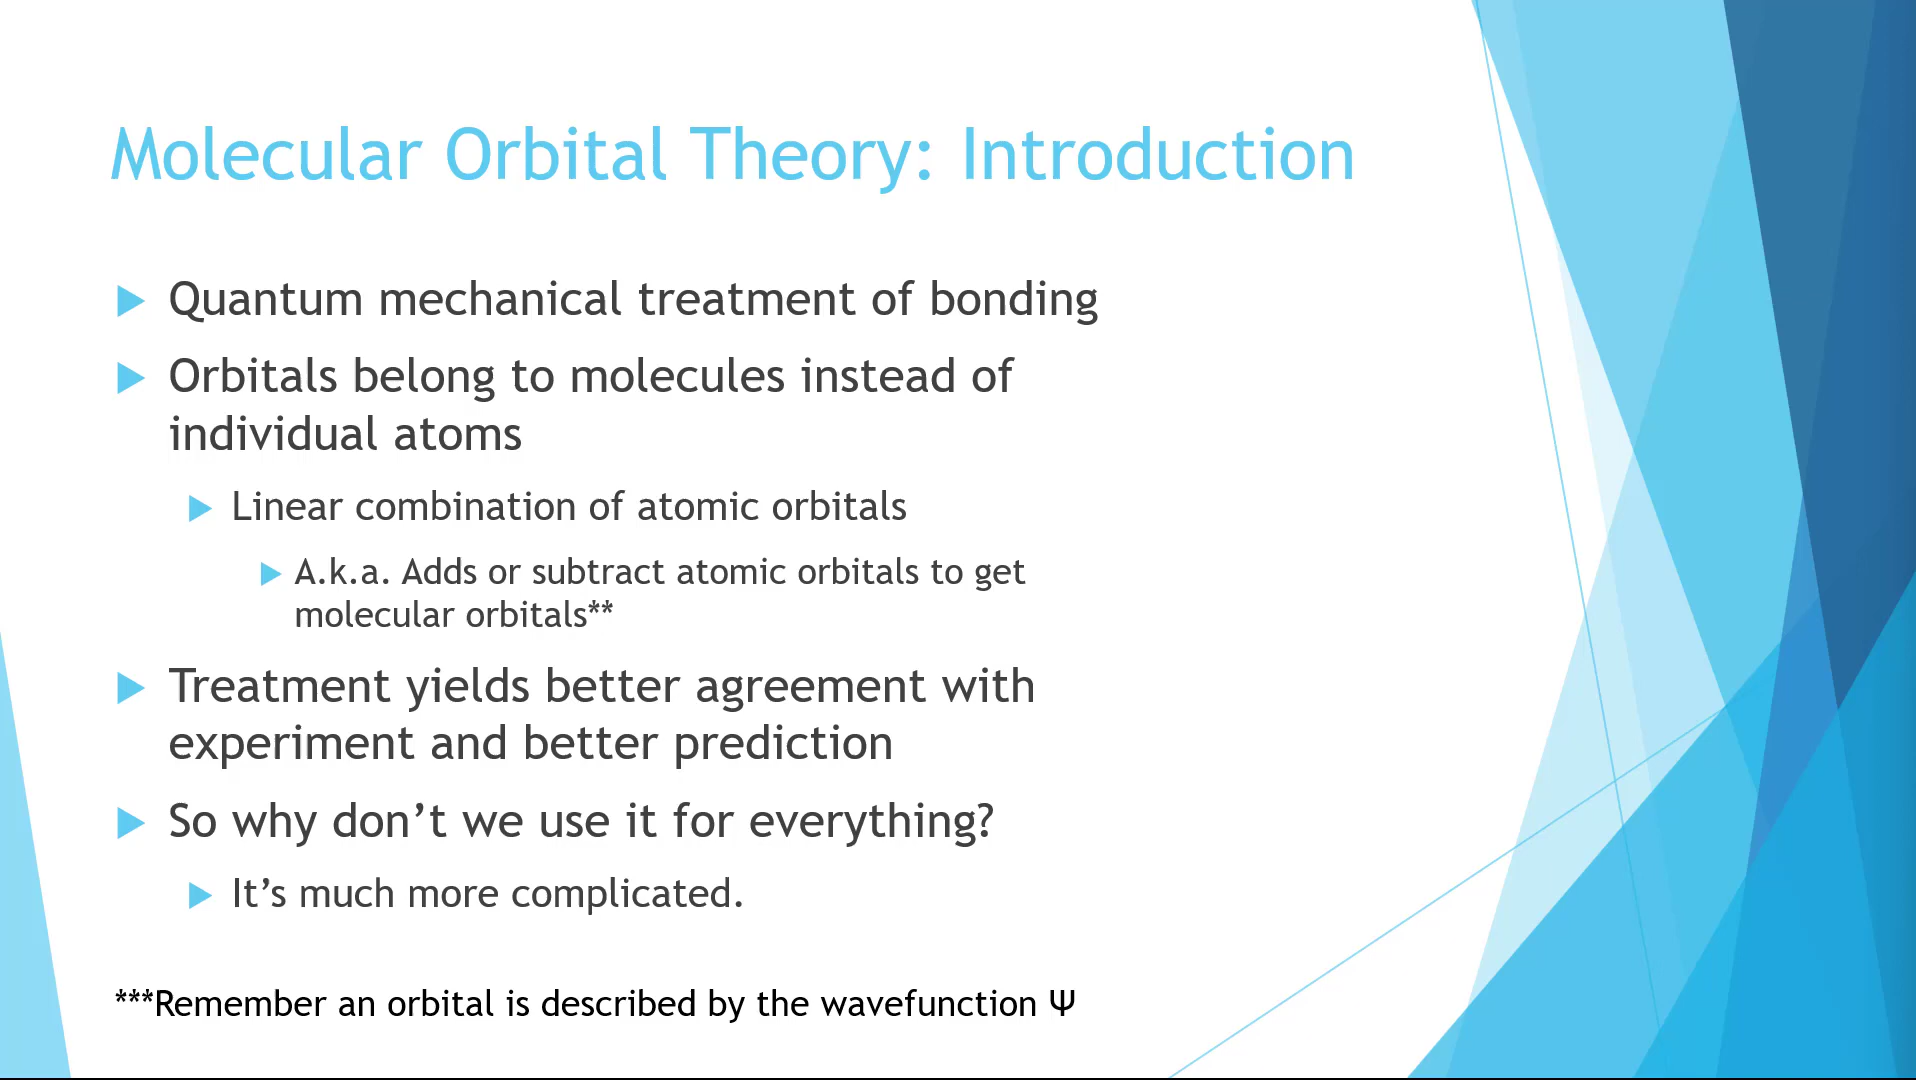 Molecular Orbital Theory: Introduction
Quantum mechanical treatment of bonding
Orbitals belong to molecules instead of
individual atoms
Linear combination of atomic orbitals
A.k.a. Adds or subtract atomic orbitals to get
molecular orbitals**
Treatment yields better agreement with
experiment and better prediction
So why don’t we use it for everything?
It’s much more complicated.
***Remember an orbital is described by the wavefunction Ψ